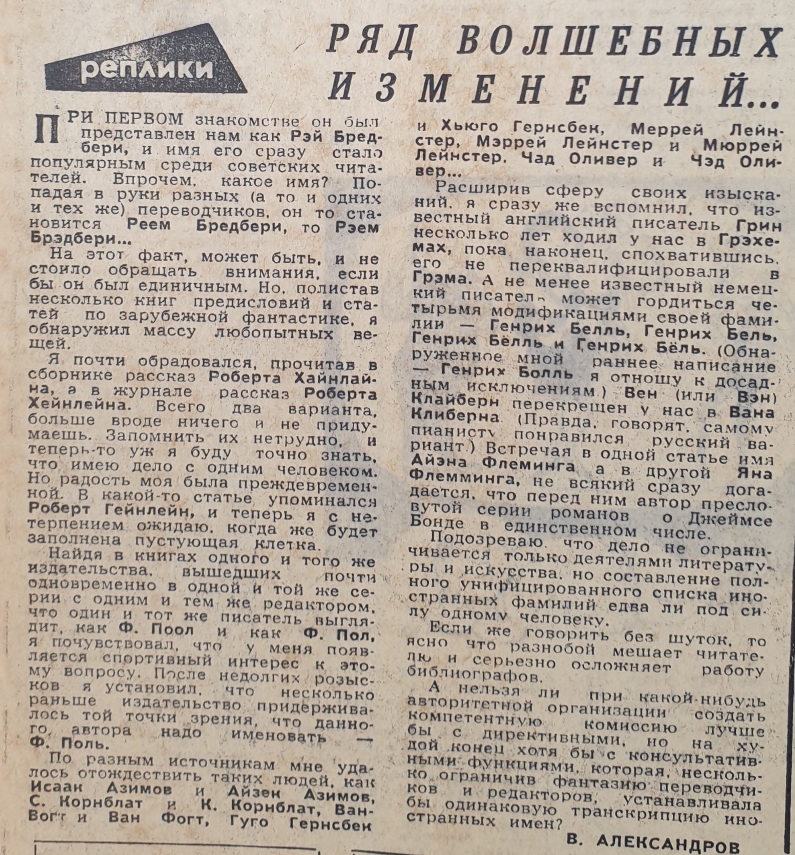 реплики
РЯД ВОЛШЕБНЫХ
ИЗМЕНЕНИЙ...
ПРИ ПЕРВОМ знакомстве он был
представлен нам как Рэй Бред-
бери, и имя его сразу стало
популярным среди советских чита-
телей. Впрочем, какое имя? По-
падая в руки разных (а то и одних
и тех же) переводчиков, он то ста-
новится Реем Бредбери, то Рэем
Брэдбери...
На этот факт, может быть, и не
стоило обращать внимания, если
бы он был единичным. Но, полистав
несколько книг предисловий и ста-
тей по зарубежной фантастике, я
обнаружил массу любопытных ве-
щей.
Я почти обрадовался, прочитав в
сборнике рассказ Роберта Хайнлай-
на, а в журнале рассказ Роберта
Хейнлейна. Всего два варианта,
больше вроде ничего и не приду-
маешь. Запомнить их нетрудно, и
теперь-то уж я буду точно знать,
что имею дело с одним человеком.
Но радость моя была преждевремен-
ной. В какой-то статье упоминался
Роберт Гейнлейн, и теперь я с не-
терпением ожидаю, когда же будет
заполнена пустующая клетка.
Найдя в книгах одного и того же
издательства, вышедших почти
одновременно в одной и той же се-
рии с одним и тем же редактором,
что один и тот же писатель выгля-
дит, как Ф. Поол и как Ф. Пол,
я почувствовал, что у меня появ-
ляется спортивный интерес к это-
му вопросу. После недолгих розыс-
ков я установил, что несколько
раньше издательство придержива-
лось той точки зрения, что данно-
го автора надо именовать —
Ф. Поль.
По разным источникам мне уда-
лось отождествить таких людей, как
Исаак Азимов и Айзек Азимов,
С. Корнблат и К. Корнблат, Ван-
Вогт и Ван Фогт, Гуго Гернсбек
и Хьюго Гернсбек, Меррей Лейн-
стер, Мэррей Лейнстер и Мюррей
Лейнстер, Чад Оливер и Чэд Оли-
вер...
Расширив сферу своих изыска-
ний, я сразу же вспомнил, что из-
вестный английский писатель Грин
несколько лет ходил у нас в Грэхе-
мах, пока наконец, спохватившись,
его не переквалифицировали в
Грэма. А не менее известный немец-
кий писатель может гордиться че-
тырьмя модификациями своей фами-
лии — Генрих Белль, Генрих Бель,
Генрих Бёлль и Генрих Бёль. (Обна-
руженное мной раннее написание
— Генрих Болль я отношу к досад-
ным исключениям.) Вен (или Вэн)
Клайберн перекрещен у нас в Вана
Клиберна. (Правда, говорят, самому
пианисту понравился русский ва-
риант.) Встречая в одной статье имя
Айэна Флеминга, а в другой Яна
Флемминга, не всякий сразу дога-
дается, что перед ним автор пресло-
вутой серии романов о Джеймсе
Бонде в единственном числе.
Подозреваю, что дело не ограни-
чивается только деятелями литерату-
ры и искусства, но составление пол-
ного унифицированного списка ино-
странных фамилий едва ли под си-
лу одному человеку.
Если же говорить без шуток, то
ясно что разнобой мешает читате-
лю и серьезно осложняет работу
библиографов.
А нельзя ли при какой-нибудь
авторитетной организации создать
компетентную комиссию лучше
бы с директивными, но на ху-
дой конец хотя бы с консультатив-
ными функциями, которая, несколь-
ко ограничив фантазию переводчи-
ков и редакторов, устанавливала
бы одинаковую транскрипцию ино-
странных имен?
В. АЛЕКСАНДРОВ